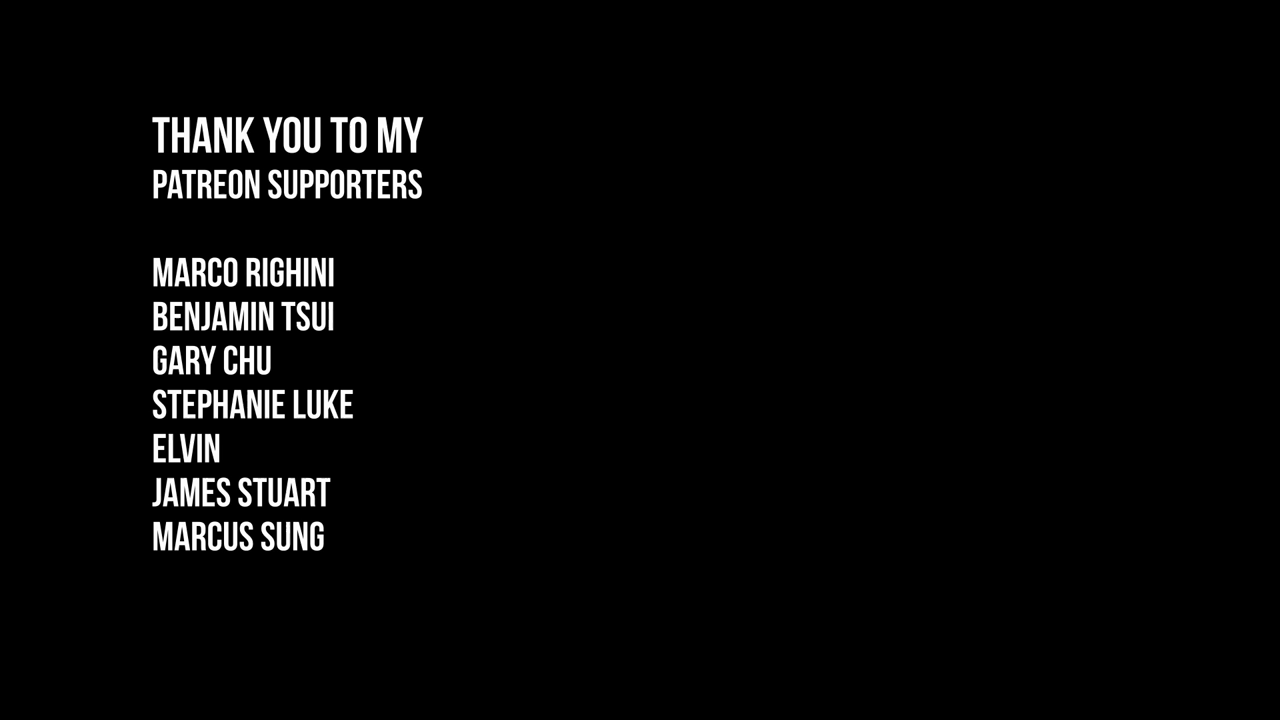 THANK YOU TO MY
PATREON SUPPORTERS
MARCO RIGHINI
BENJAMIN TSUI
GARY CHU
STEPHANIE LUKE
ELVIN
JAMES STUART
MARCUS SUNG